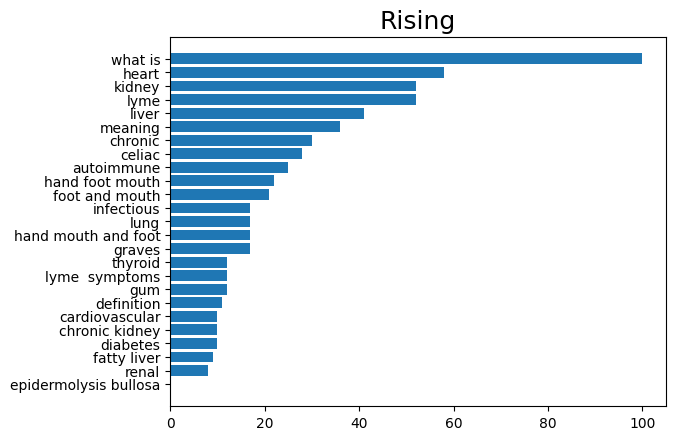 Rising
what is
heart
kidney
lyme
liver
meaning
chronic
celiac
autoimmune
hand foot mouth
foot and mouth
infectious
lung
hand mouth and foot
graves
thyroid
lyme  symptoms
gum
definition
cardiovascular
chronic kidney
diabetes
fatty liver
renal
epidermolysis bullosa
0 20 40 60 80 100